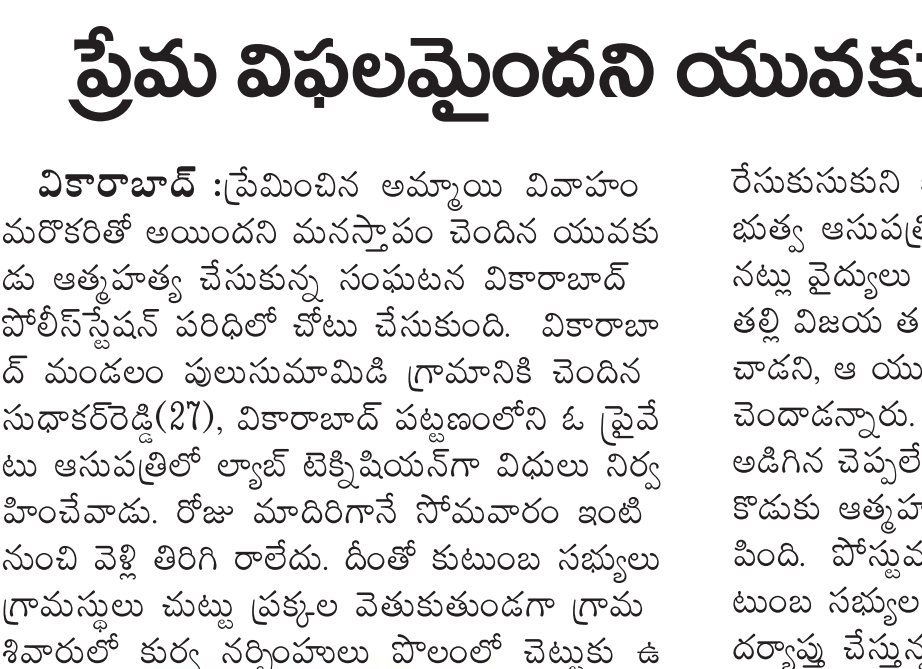 ప్రేమ విఫలమైందని యువకు
వికారాబాద్ :ప్రేమించిన అమ్మాయి వివాహం
మరొకరితో అయిందని మనస్తాపం చెందిన యువకు
డు ఆత్మహత్య చేసుకున్న సంఘటన వికారాబాద్
పోలీస్‌స్టేషన్ పరిధిలో చోటు చేసుకుంది. వికారాబా
ద్ మండలం పులుసుమామిడి గ్రామానికి చెందిన
సుధాకర్‌రెడ్డి(27), వికారాబాద్ పట్టణంలోని ఓ ప్రైవే
టు ఆసుపత్రిలో ల్యాబ్ టెక్నిషియన్‌గా విధులు నిర్వ
హించేవాడు. రోజు మాదిరిగానే సోమవారం ఇంటి
నుంచి వెళ్లి తిరిగి రాలేదు. దీంతో కుటుంబ సభ్యులు
గ్రామస్థులు చుట్టు ప్రక్కల వెతుకుతుండగా గ్రామ
శివారులో కుర్వ నర్సింహులు పొలంలో చెట్టుకు ఉ
రేసుకుసుకుని
భుత్వ ఆసుపత్రి
నట్లు వైద్యులు
తల్లి విజయ త
చాడని, ఆ యు
చెందాడన్నారు.
అడిగిన చెప్పలే
కొడుకు ఆత్మహ
పింది. పోస్టుమ
టుంబ సభ్యుల
దర్యాప్తు చేస్తున్న